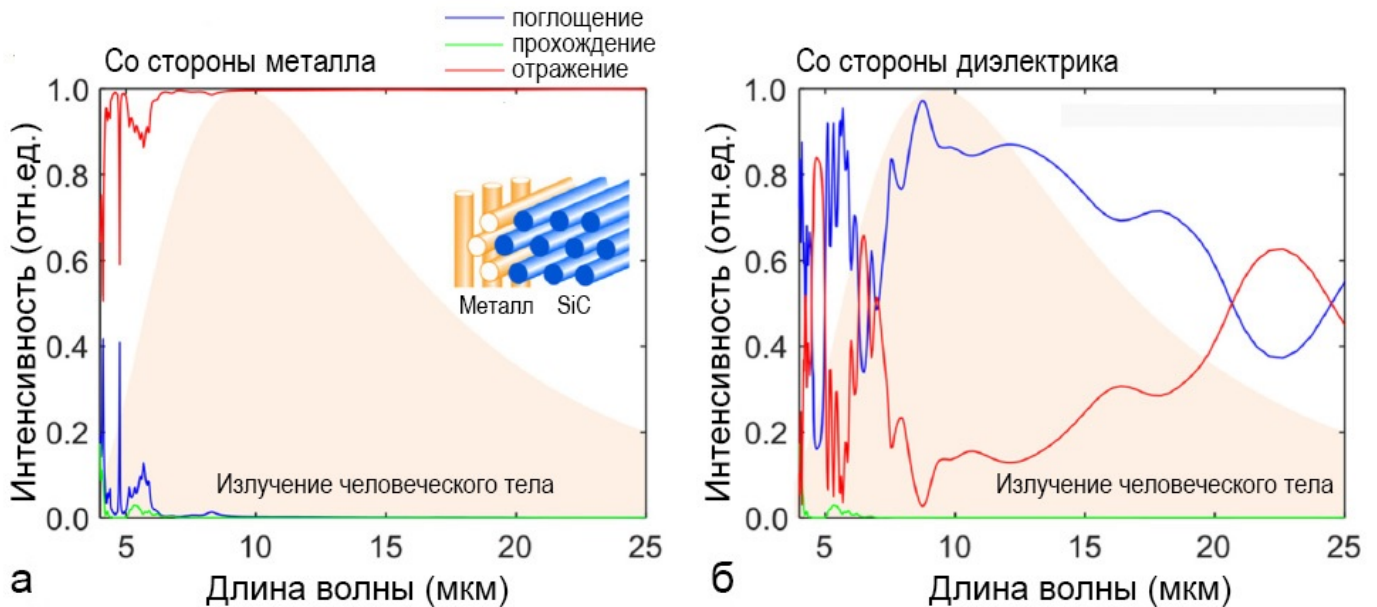 поглощение
прохождение
отражение
Со стороны металла
Интенсивность (отн.ед.)
1.0
0.8
0.6
0.4
0.2
0.0
Металл SiC
Излучение человеческого тела
5 10 15 20 25
Длина волны (мкм)
а
Со стороны диэлектрика
Интенсивность (отн.ед.)
1.0
0.8
0.6
0.4
0.2
0.0
Излучение человеческого тела
5 10 15 20 25
Длина волны (мкм)
б